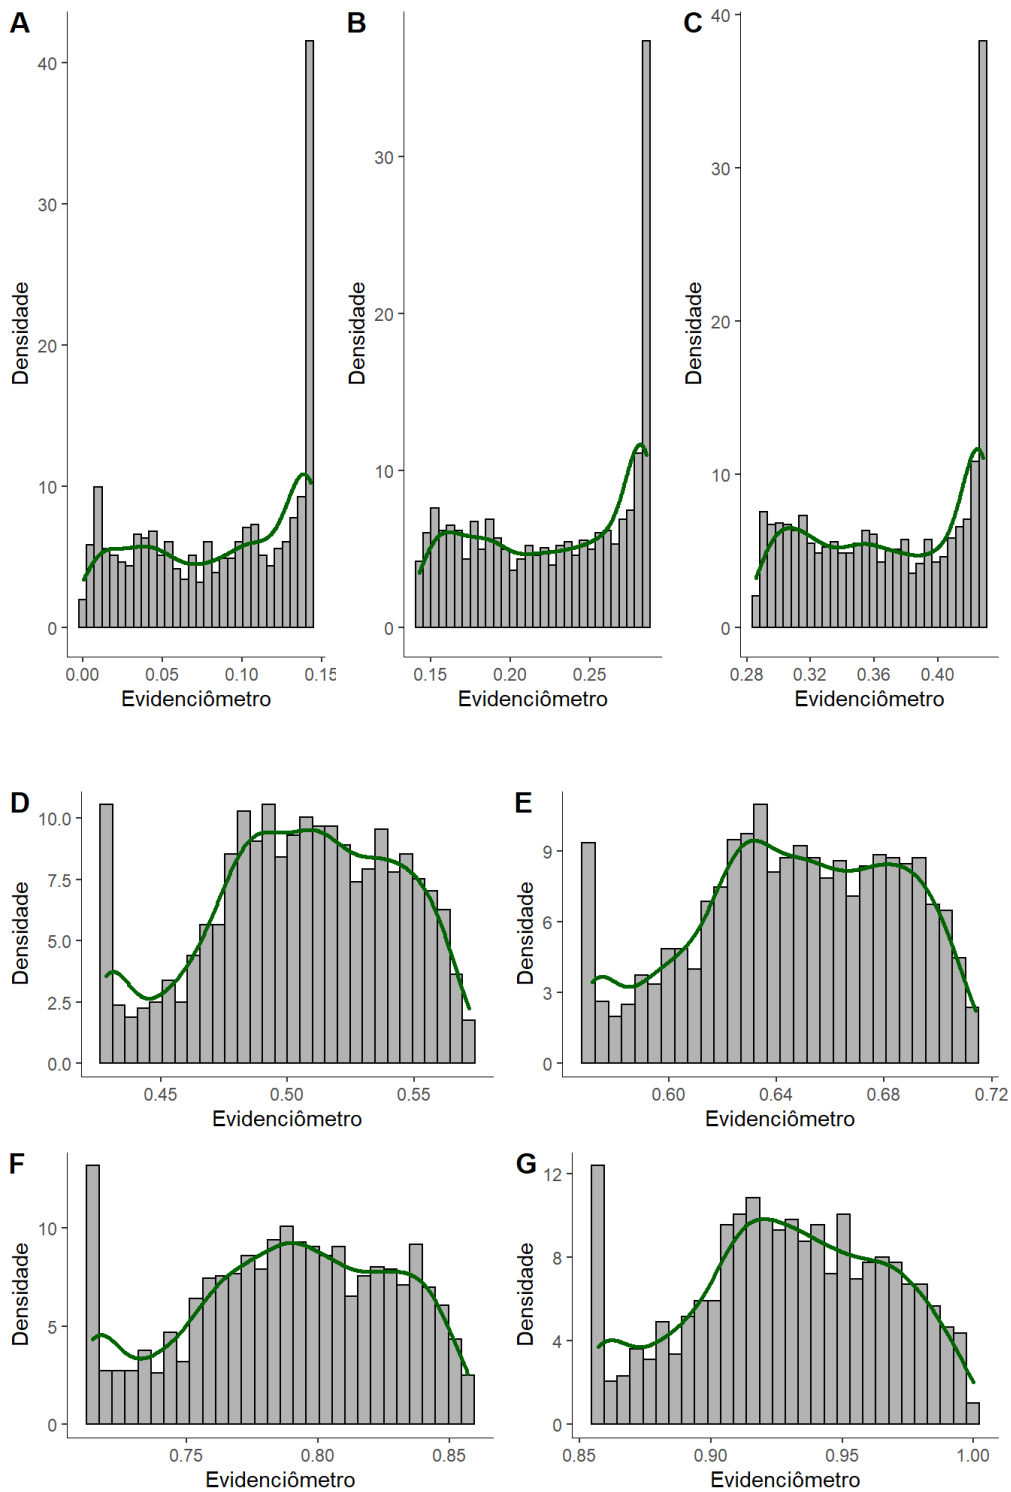 A
B
C
40
30
20
10
0
Densidade
0.00
0.05
0.10
0.15
Evidenciômetro
30
20
10
0
Densidade
0.15
0.20
0.25
Evidenciômetro
40
30
20
10
0
Densidade
0.28
0.32
0.36
0.40
Evidenciômetro
D
10.0
7.5
5.0
2.5
0.0
Densidade
0.45
0.50
0.55
Evidenciômetro
E
9
6
3
0
Densidade
0.60
0.64
0.68
0.72
Evidenciômetro
F
10
5
0
Densidade
0.75
0.80
0.85
Evidenciômetro
G
12
8
4
0
Densidade
0.85
0.90
0.95
1.00
Evidenciômetro